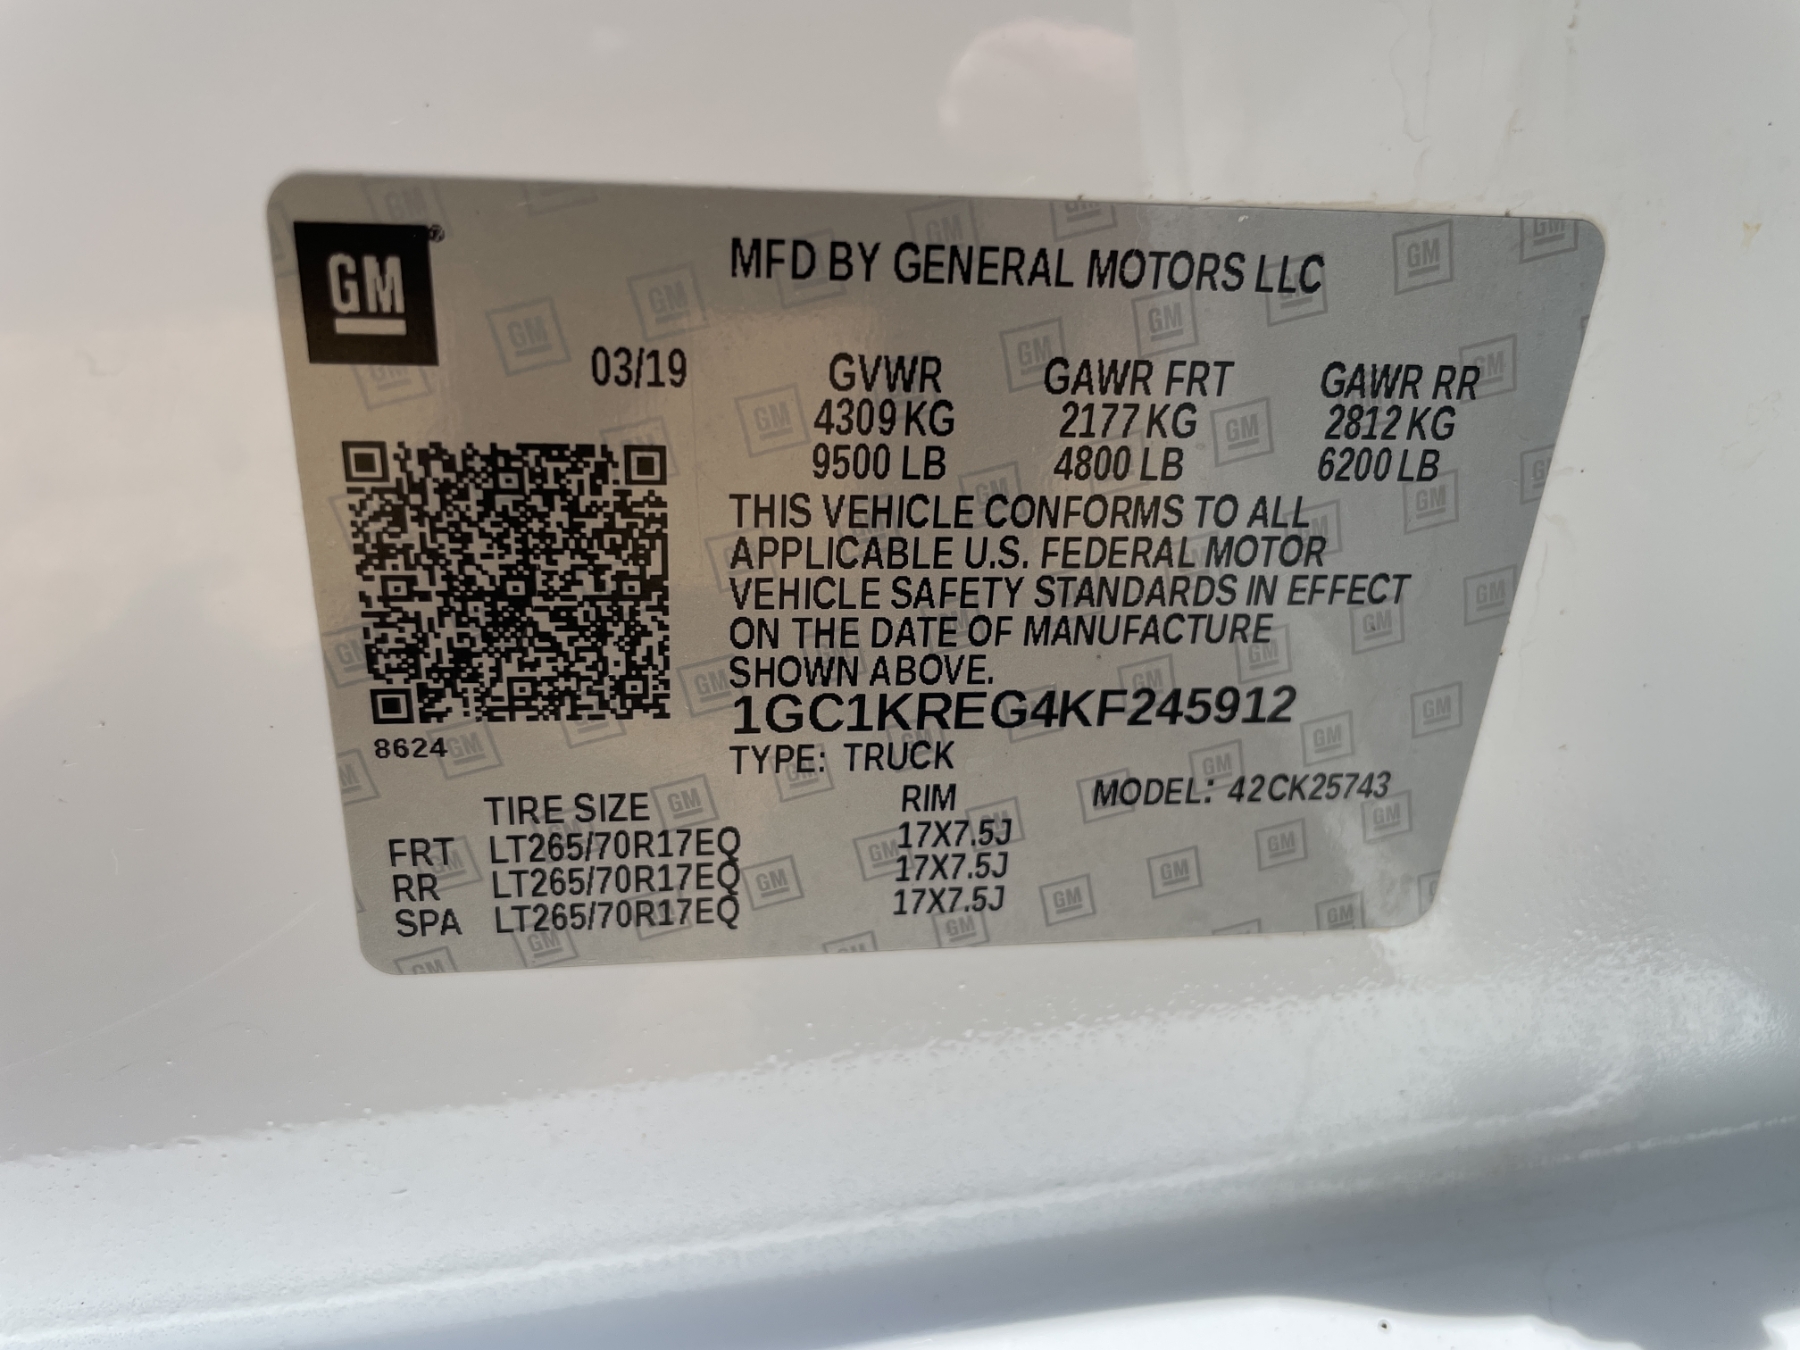 GM®
MFD BY GENERAL MOTORS LLC
03/19 GVWR GAWR FRT GAWR RR
4309 KG 2177 KG 2812 KG
9500 LB 4800 LB 6200 LB
THIS VEHICLE CONFORMS TO ALL
APPLICABLE U.S. FEDERAL MOTOR
VEHICLE SAFETY STANDARDS IN EFFECT
ON THE DATE OF MANUFACTURE
SHOWN ABOVE.
1GC1KREG4KF245912
8624
TYPE: TRUCK
TIRE SIZE RIM MODEL: 42CK25743
FRT LT265/70R17EQ 17X7.5J
RR LT265/70R17EQ 17X7.5J
SPA LT265/70R17EQ 17X7.5J